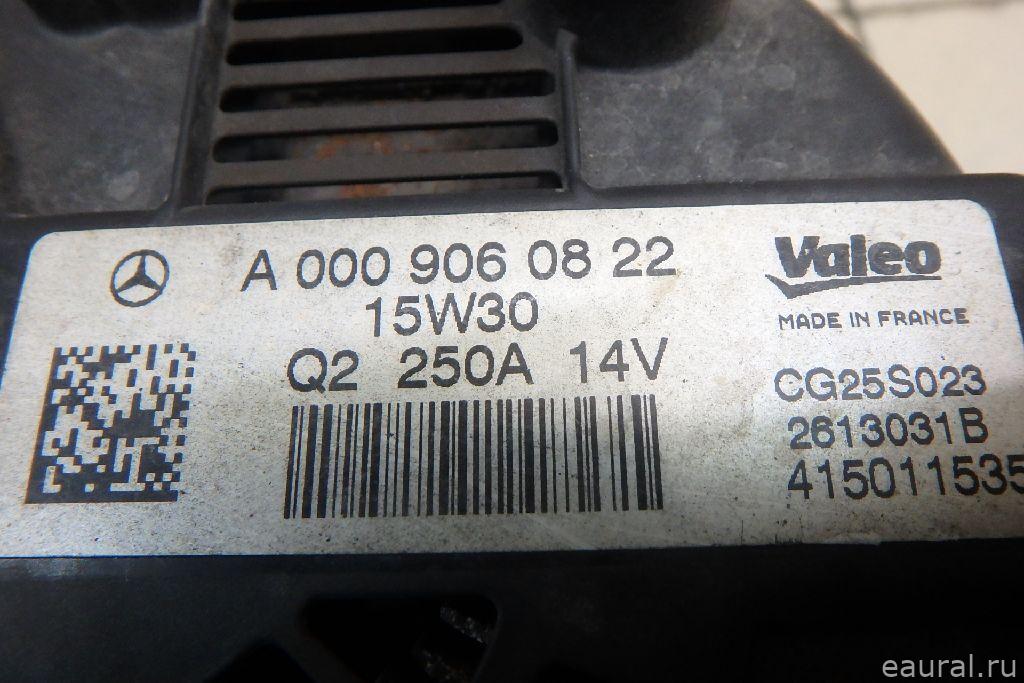 A 000 906 08 22
15W30
Q2 250A 14V
Valeo
MADE IN FRANCE
CG25S023
2613031B
415011535
eaural.ru